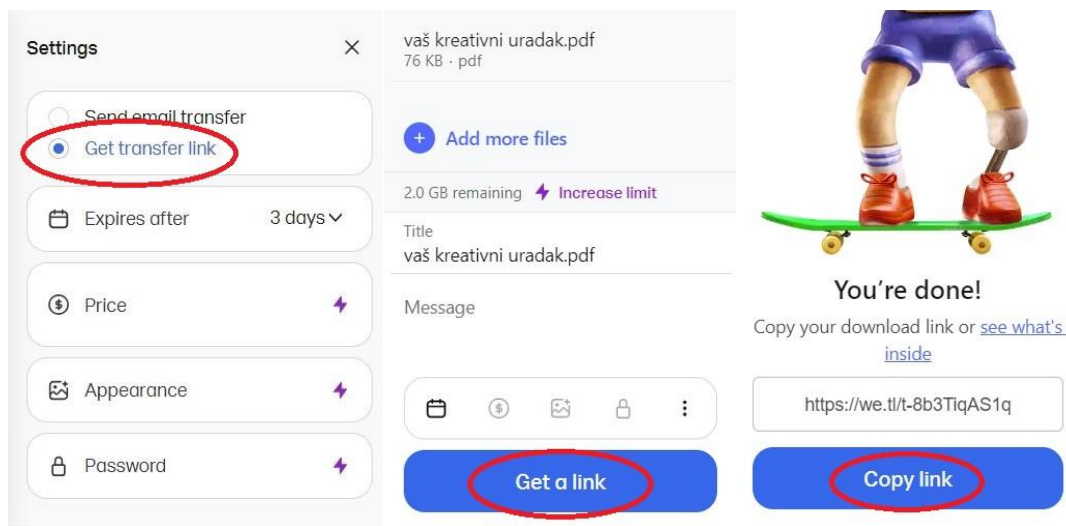 Settings
Send email transfer
Get transfer link
Expires after 3 days
Price
Appearance
Password
vaš kreativni uradak.pdf
76 KB · pdf
Add more files
2.0 GB remaining Increase limit
Title
vaš kreativni uradak.pdf
Message
Get a link
You're done!
Copy your download link or see what's
inside
https://we.tl/t-8b3TiqAS1q
Copy link